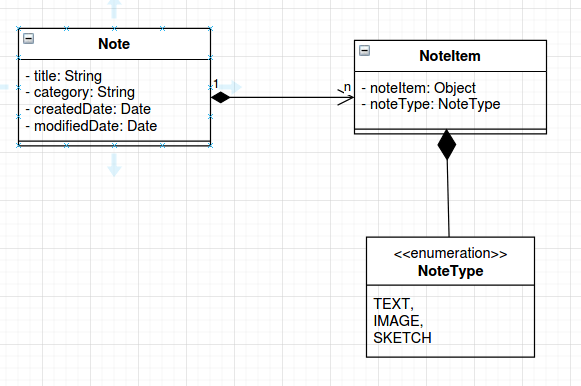 Note
- title: String
- category: String
- createdDate: Date
- modifiedDate: Date
1
n
NoteItem
- noteItem: Object
- noteType: NoteType
<<enumeration>>
NoteType
TEXT,
IMAGE,
SKETCH